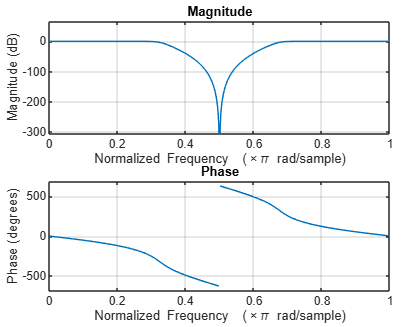 Magnitude
0
-100
-200
-300
Magnitude (dB)
0 0.2 0.4 0.6 0.8 1
Normalized Frequency (×π rad/sample)
Phase
500
0
-500
Phase (degrees)
0 0.2 0.4 0.6 0.8 1
Normalized Frequency (×π rad/sample)